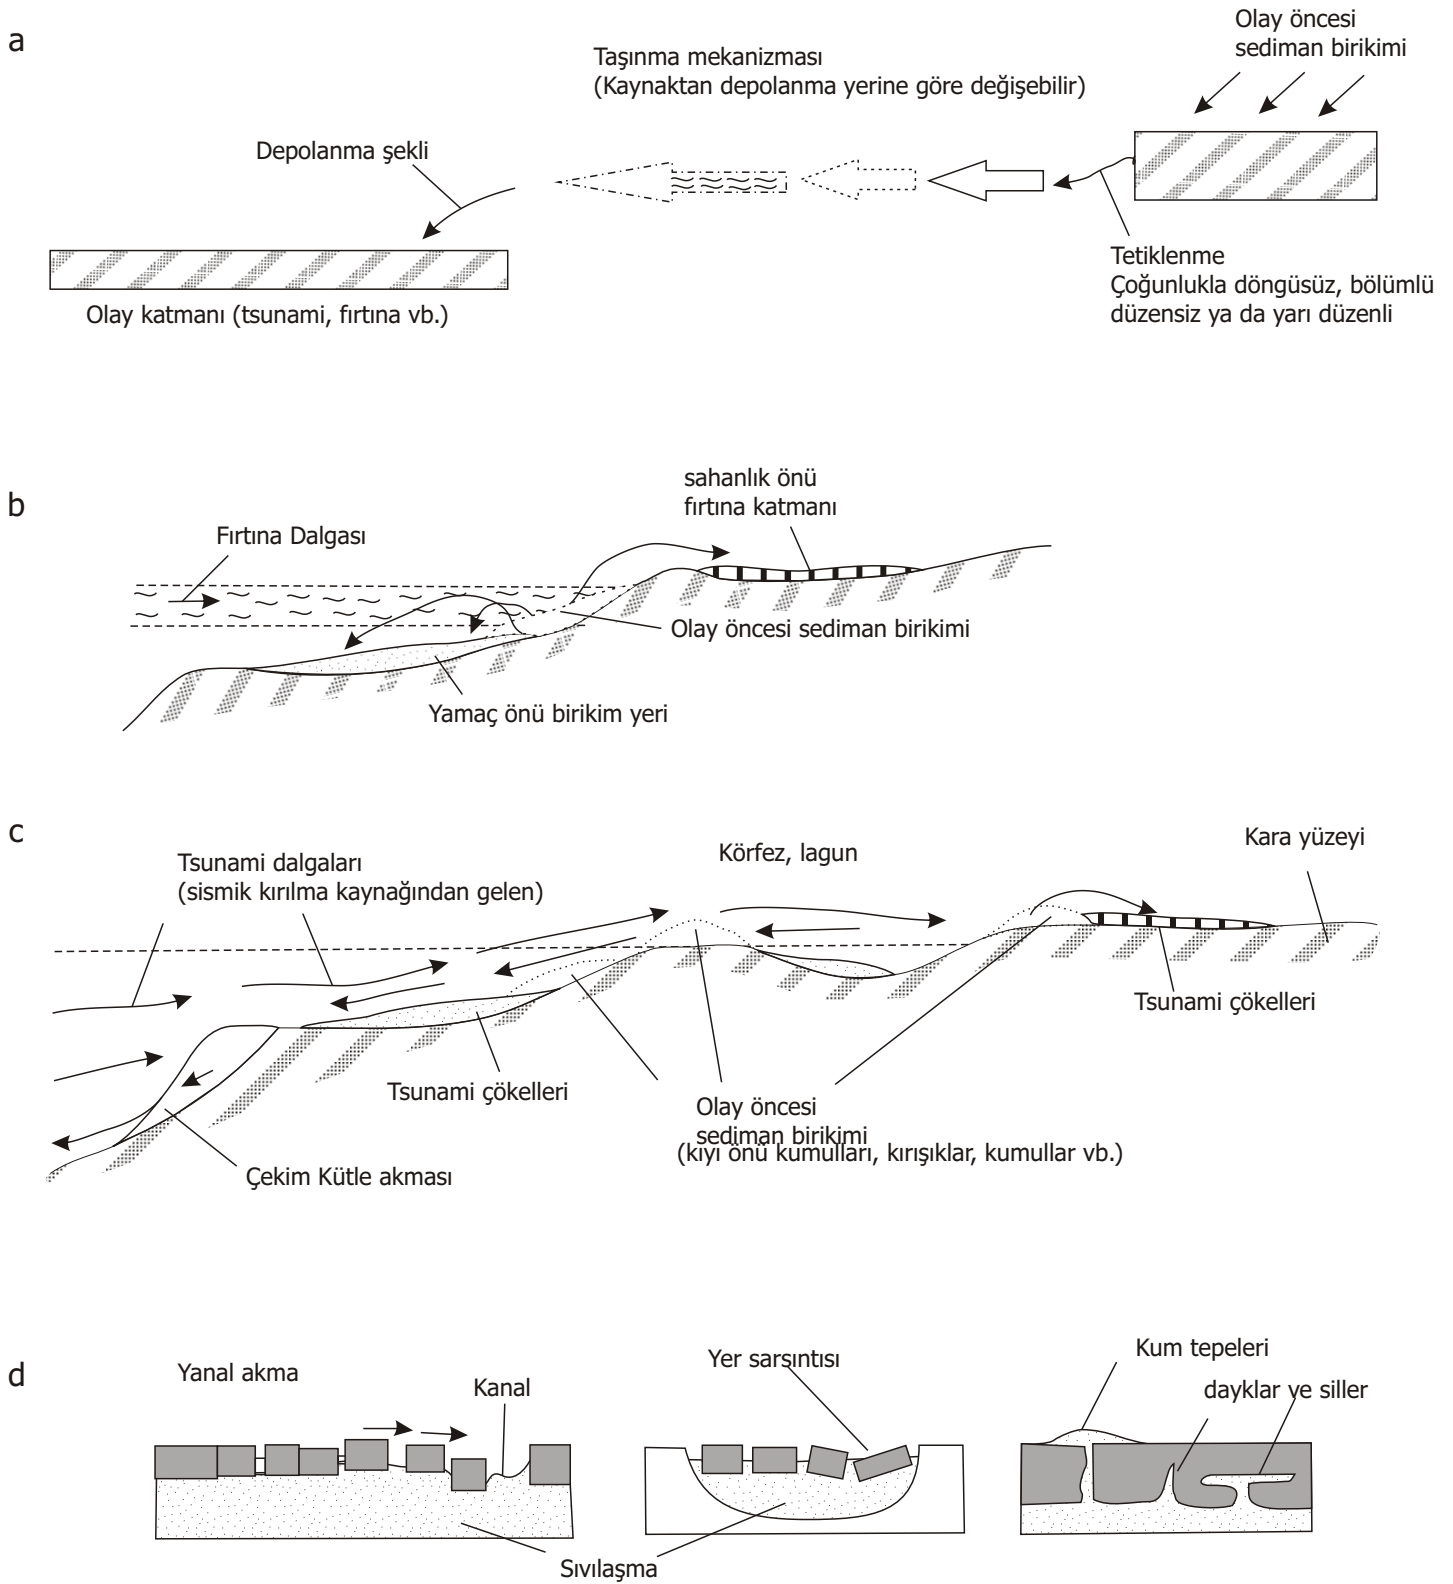 a
Olay öncesi
sediman birikimi
Taşınma mekanizması
(Kaynaktan depolanma yerine göre değişebilir)
Depolanma şekli
Tetiklenme
Çoğunlukla döngüsüz, bölümlü
düzensiz ya da yarı düzenli
Olay katmanı (tsunami, fırtına vb.)
b
sahanlık önü
fırtına katmanı
Fırtına Dalgası
Olay öncesi sediman birikimi
Yamaç önü birikim yeri
c
Tsunami dalgaları
(sismik kırılma kaynağından gelen)
Körfez, lagun
Kara yüzeyi
Tsunami çökelleri
Tsunami çökelleri
Olay öncesi
sediman birikimi
(kıyı önü kumulları, kırışıklar, kumullar vb.)
Çekim Kütle akması
d
Yanal akma
Kanal
Yer sarsıntısı
Kum tepeleri
dayklar ve siller
Sıvılaşma